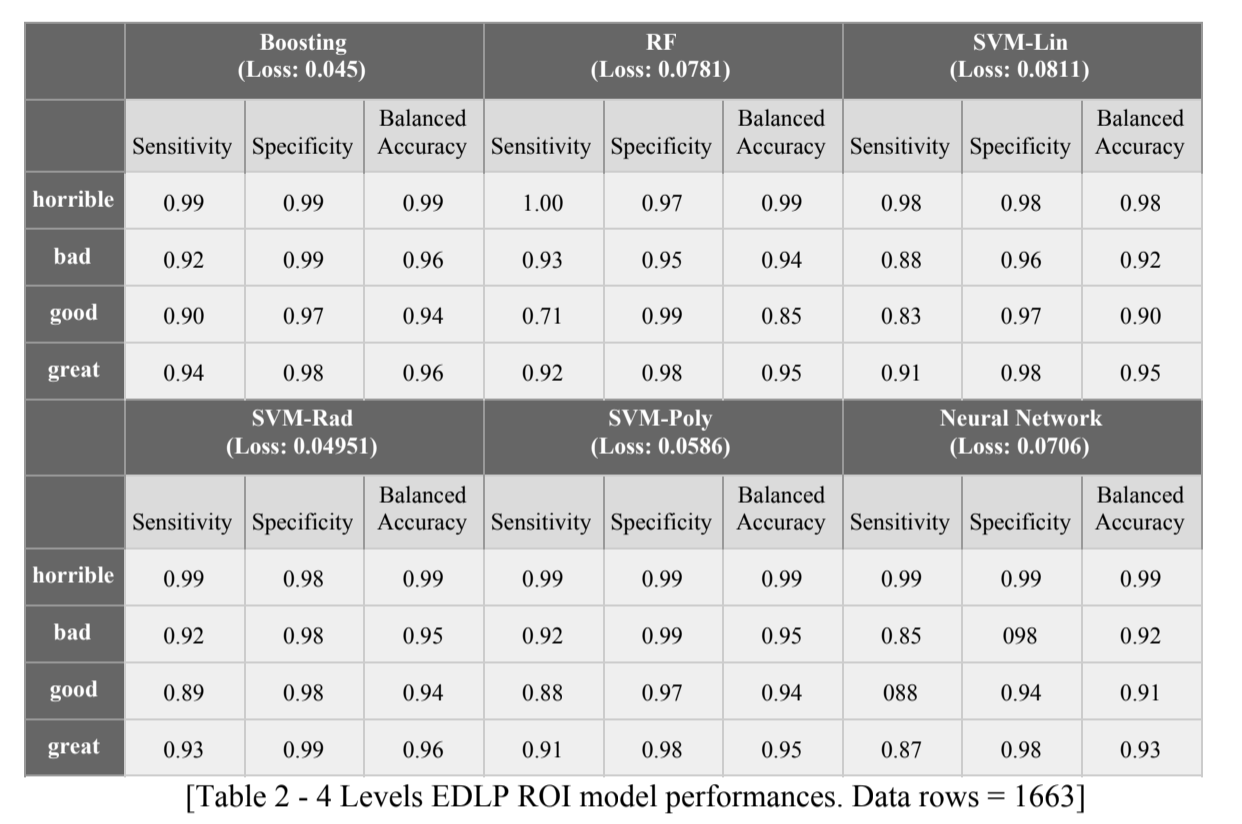 Boosting RF SVM-Lin
(Loss: 0.045) (Loss: 0.0781) (Loss: 0.0811)
Sensitivity Specificity Balanced Accuracy Sensitivity Specificity Balanced Accuracy Sensitivity Specificity Balanced Accuracy
horrible 0.99 0.99 0.99 1.00 0.97 0.99 0.98 0.98 0.98
bad 0.92 0.99 0.96 0.93 0.95 0.94 0.88 0.96 0.92
good 0.90 0.97 0.94 0.71 0.99 0.85 0.83 0.97 0.90
great 0.94 0.98 0.96 0.92 0.98 0.95 0.91 0.98 0.95
SVM-Rad SVM-Poly Neural Network
(Loss: 0.04951) (Loss: 0.0586) (Loss: 0.0706)
Sensitivity Specificity Balanced Accuracy Sensitivity Specificity Balanced Accuracy Sensitivity Specificity Balanced Accuracy
horrible 0.99 0.98 0.99 0.99 0.99 0.99 0.99 0.99 0.99
bad 0.92 0.98 0.95 0.92 0.99 0.95 0.85 098 0.92
good 0.89 0.98 0.94 0.88 0.97 0.94 088 0.94 0.91
great 0.93 0.99 0.96 0.91 0.98 0.95 0.87 0.98 0.93
[Table 2 - 4 Levels EDLP ROI model performances. Data rows = 1663]